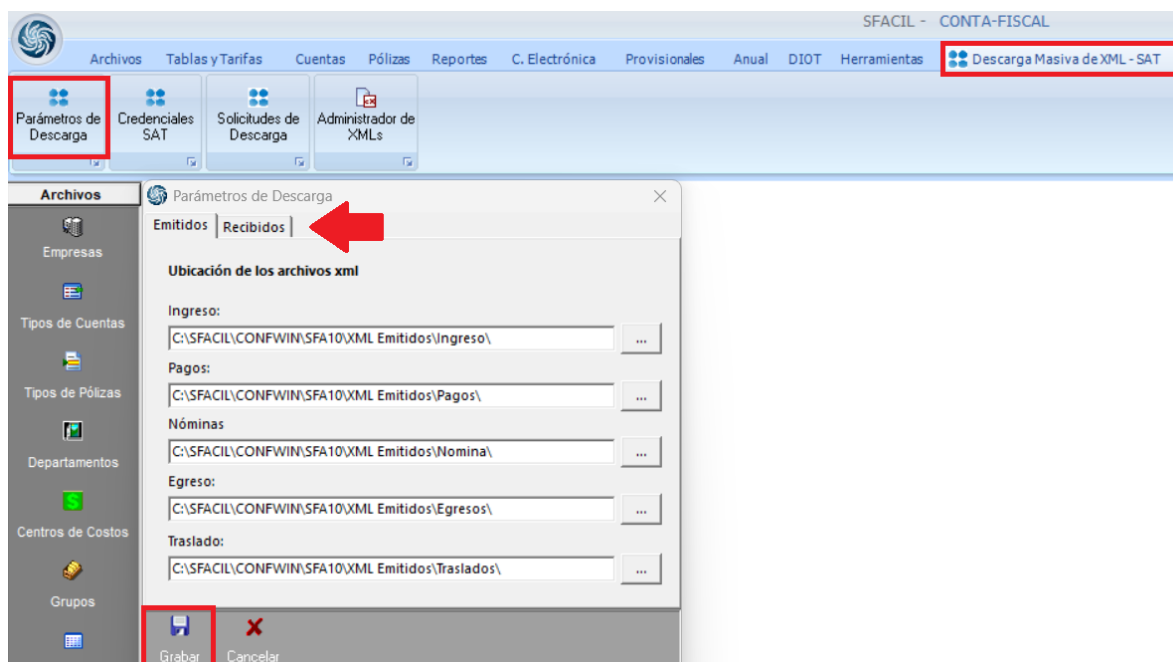 SFACIL - CONTA-FISCAL
Archivos Tablas y Tarifas Cuentas Pólizas Reportes C. Electrónica Provisionales Anual DIOT Herramientas Descarga Masiva de XML - SAT
Parámetros de Descarga
Credenciales SAT
Solicitudes de Descarga
Administrador de XMLs
Archivos
Empresas
Tipos de Cuentas
Tipos de Pólizas
Departamentos
Centros de Costos
Grupos
Parámetros de Descarga
Emitidos Recibidos
Ubicación de los archivos xml
Ingreso:
C:\SFACIL\CONFWIN\SFA10\XML Emitidos\Ingreso\
...
Pagos:
C:\SFACIL\CONFWIN\SFA10\XML Emitidos\Pagos\
...
Nóminas
C:\SFACIL\CONFWIN\SFA10\XML Emitidos\Nomina\
...
Egreso:
C:\SFACIL\CONFWIN\SFA10\XML Emitidos\Egresos\
...
Traslado:
C:\SFACIL\CONFWIN\SFA10\XML Emitidos\Traslados\
...
Grabar Cancelar